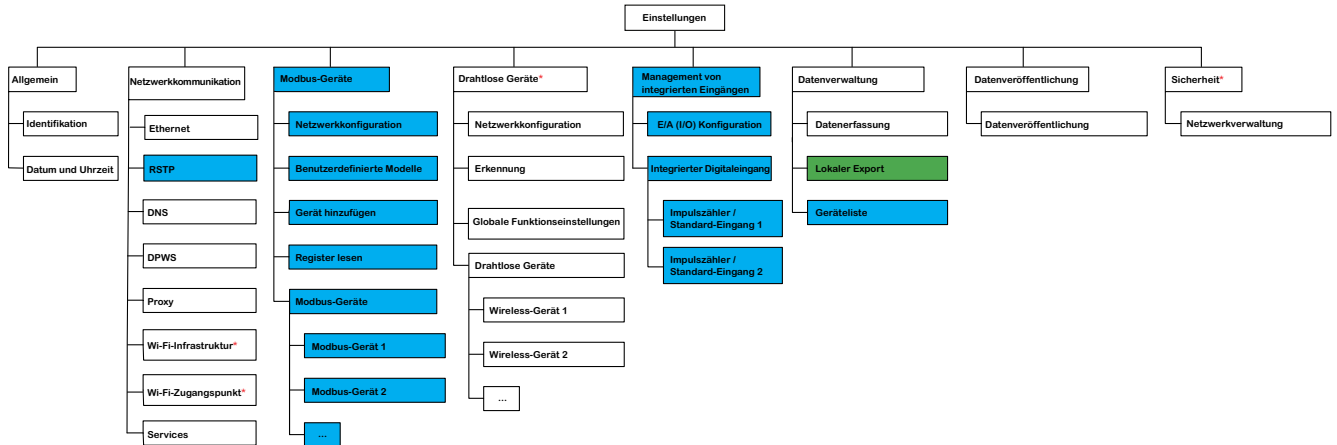 Einstellungen
Allgemein
Identifikation
Datum und Uhrzeit
Netzwerkkommunikation
Ethernet
RSTP
DNS
DPWS
Proxy
Wi-Fi-Infrastruktur*
Wi-Fi-Zugangspunkt*
Services
Modbus-Geräte
Netzwerkkonfiguration
Benutzerdefinierte Modelle
Gerät hinzufügen
Register lesen
Modbus-Geräte
Modbus-Gerät 1
Modbus-Gerät 2
...
Drahtlose Geräte*
Netzwerkkonfiguration
Erkennung
Globale Funktionseinstellungen
Drahtlose Geräte
Wireless-Gerät 1
Wireless-Gerät 2
...
Management von
integrierten Eingängen
E/A (I/O) Konfiguration
Integrierter Digitaleingang
Impulszähler /
Standard-Eingang 1
Impulszähler /
Standard-Eingang 2
Datenverwaltung
Datenerfassung
Lokaler Export
Geräteliste
Datenveröffentlichung
Datenveröffentlichung
Sicherheit*
Netzwerkverwaltung